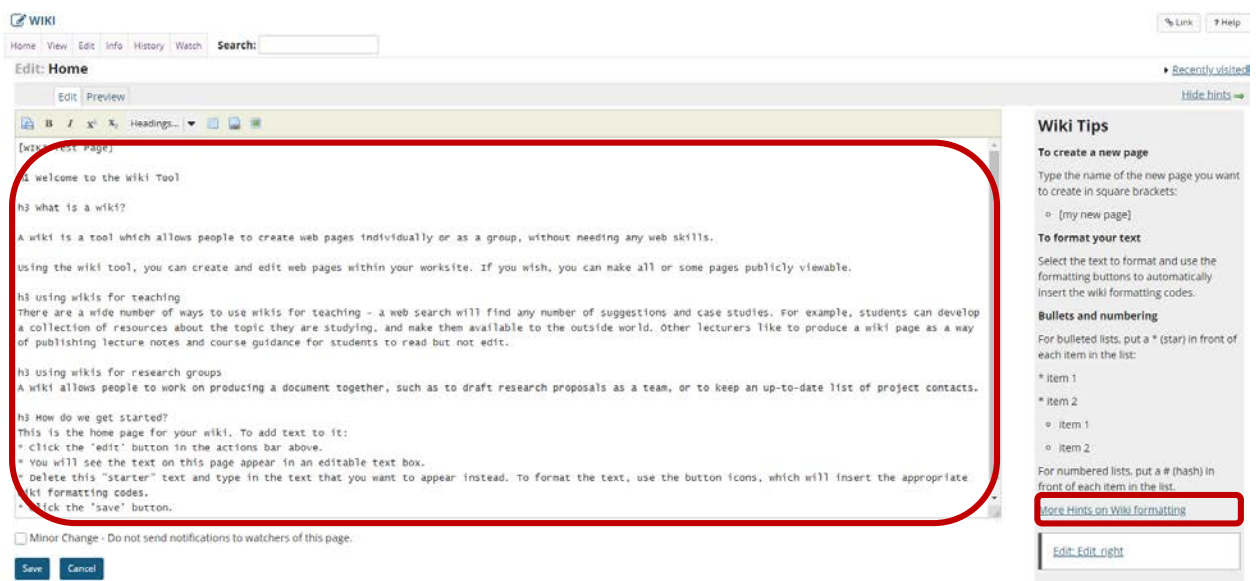 WIKI
Link
? Help
Home View Edit Info History Watch Search:
Edit: Home
Recently visited
Edit Preview
Hide hints
B I X Headings...
[WIKI Test Page]
h1 Welcome to the Wiki Tool
h3 What is a wiki?
A wiki is a tool which allows people to create web pages individually or as a group, without needing any web skills.
Using the wiki tool, you can create and edit web pages within your worksite. If you wish, you can make all or some pages publicly viewable.
h3 Using wikis for teaching
There are a wide number of ways to use wikis for teaching - a web search will find any number of suggestions and case studies. For example, students can develop
a collection of resources about the topic they are studying, and make them available to the outside world. Other lecturers like to produce a wiki page as a way
of publishing lecture notes and course guidance for students to read but not edit.
h3 Using wikis for research groups
A wiki allows people to work on producing a document together, such as to draft research proposals as a team, or to keep an up-to-date list of project contacts.
h3 How do we get started?
This is the home page for your wiki. To add text to it:
* Click the 'edit' button in the actions bar above.
* You will see the text on this page appear in an editable text box.
* Delete this "starter" text and type in the text that you want to appear instead. To format the text, use the button icons, which will insert the appropriate
wiki formatting codes.
* Click the 'save' button.
Minor Change - Do not send notifications to watchers of this page.
Save Cancel
Wiki Tips
To create a new page
Type the name of the new page you want
to create in square brackets:
[my new page]
To format your text
Select the text to format and use the
formatting buttons to automatically
insert the wiki formatting codes.
Bullets and numbering
For bulleted lists, put a * (star) in front of
each item in the list:
* item 1
* item 2
item 1
item 2
For numbered lists, put a # (hash) in
front of each item in the list.
More Hints on Wiki formatting
Edit: Edit_right